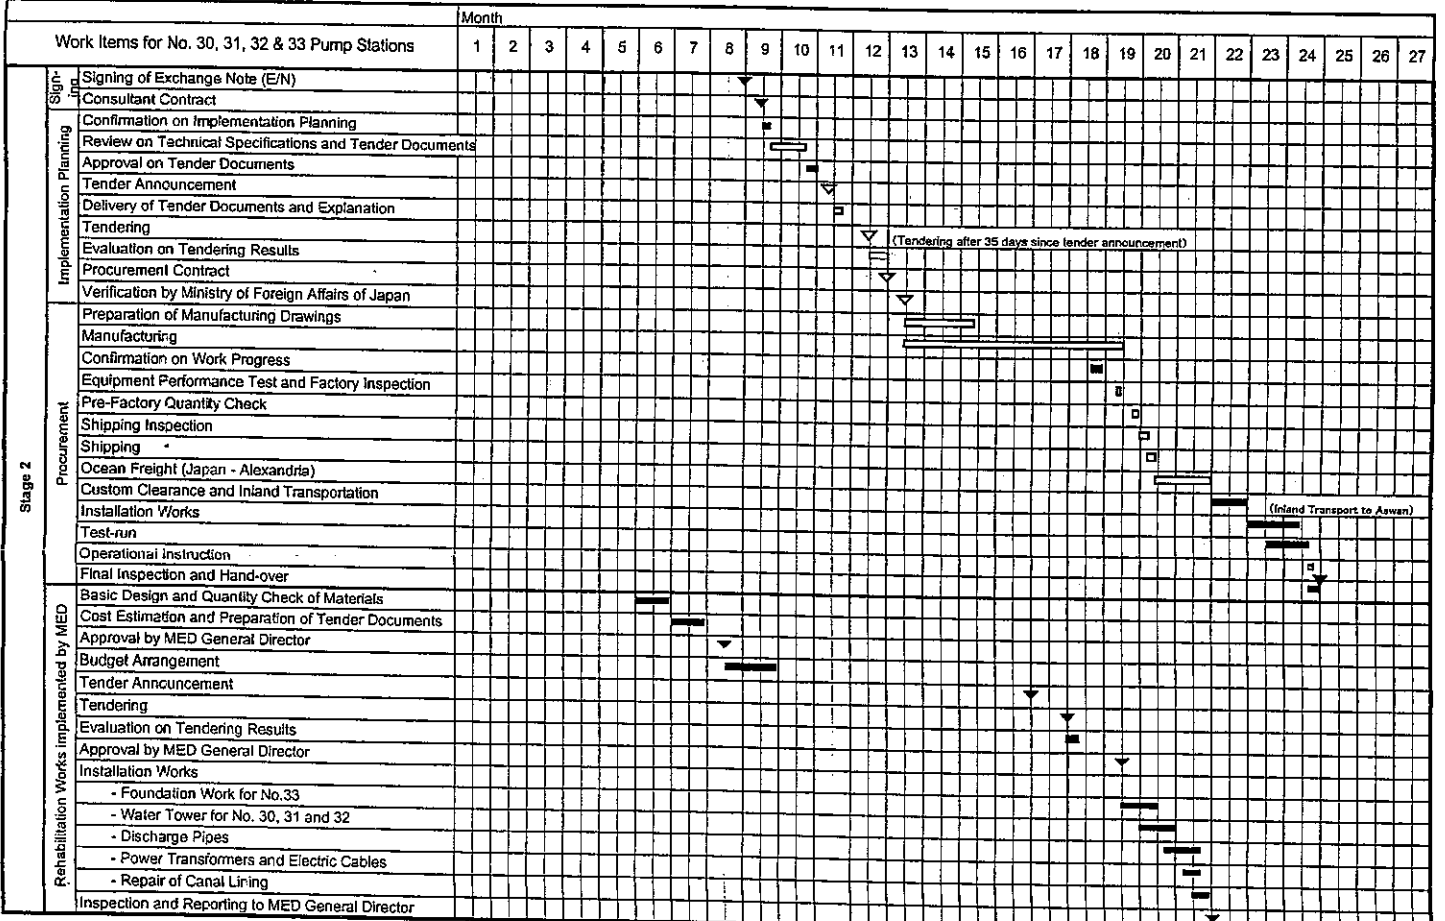 Month
Work Items for No. 30, 31, 32 & 33 Pump Stations
1 2 3 4 5 6 7 8 9 10 11 12 13 14 15 16 17 18 19 20 21 22 23 24 25 26 27
Stage 2
Sign-ing
Signing of Exchange Note (E/N)
Consultant Contract
Implementation Planning
Confirmation on Implementation Planning
Review on Technical Specifications and Tender Documents
Approval on Tender Documents
Tender Announcement
Delivery of Tender Documents and Explanation
Tendering
(Tendering after 35 days since tender announcement)
Evaluation on Tendering Results
Procurement Contract
Verification by Ministry of Foreign Affairs of Japan
Procurement
Preparation of Manufacturing Drawings
Manufacturing
Confirmation on Work Progress
Equipment Performance Test and Factory Inspection
Pre-Factory Quantity Check
Shipping Inspection
Shipping
Ocean Freight (Japan - Alexandria)
Custom Clearance and Inland Transportation
(Inland Transport to Aswan)
Installation Works
Test-run
Operational Instruction
Final Inspection and Hand-over
Rehabilitation Works implemented by MED
Basic Design and Quantity Check of Materials
Cost Estimation and Preparation of Tender Documents
Approval by MED General Director
Budget Arrangement
Tender Announcement
Tendering
Evaluation on Tendering Results
Approval by MED General Director
Installation Works
- Foundation Work for No.33
- Water Tower for No. 30, 31 and 32
- Discharge Pipes
- Power Transformers and Electric Cables
- Repair of Canal Lining
Inspection and Reporting to MED General Director